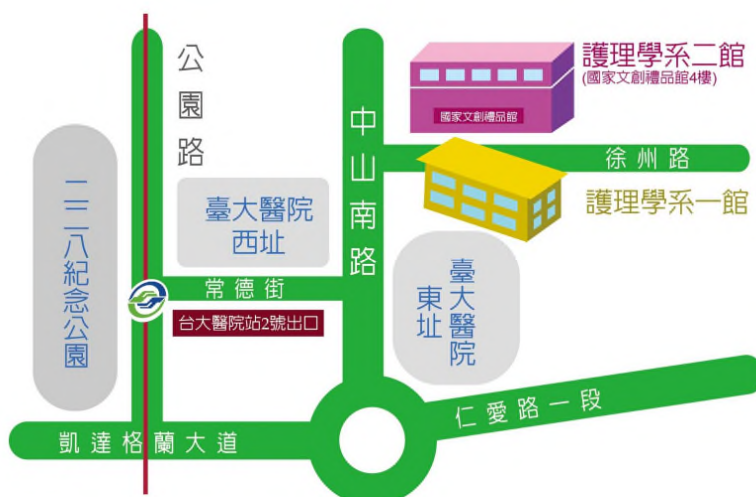 公園路
中山南路
護理學系二館
(國家文創禮品館4樓)
國家文創禮品館
徐州路
護理學系一館
二二八紀念公園
臺大醫院
西址
常德街
台大醫院站2號出口
臺大醫院
東址
仁愛路一段
凱達格蘭大道